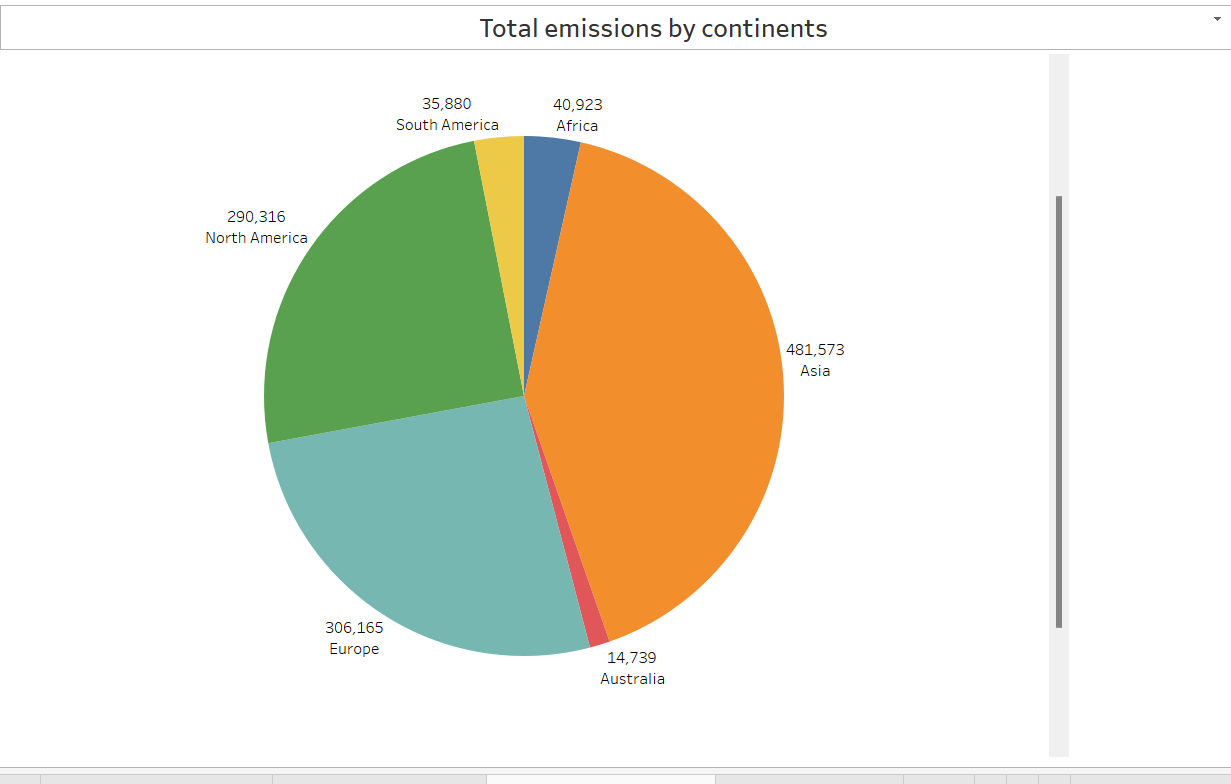 Total emissions by continents
35,880
South America
40,923
Africa
290,316
North America
481,573
Asia
306,165
Europe
14,739
Australia